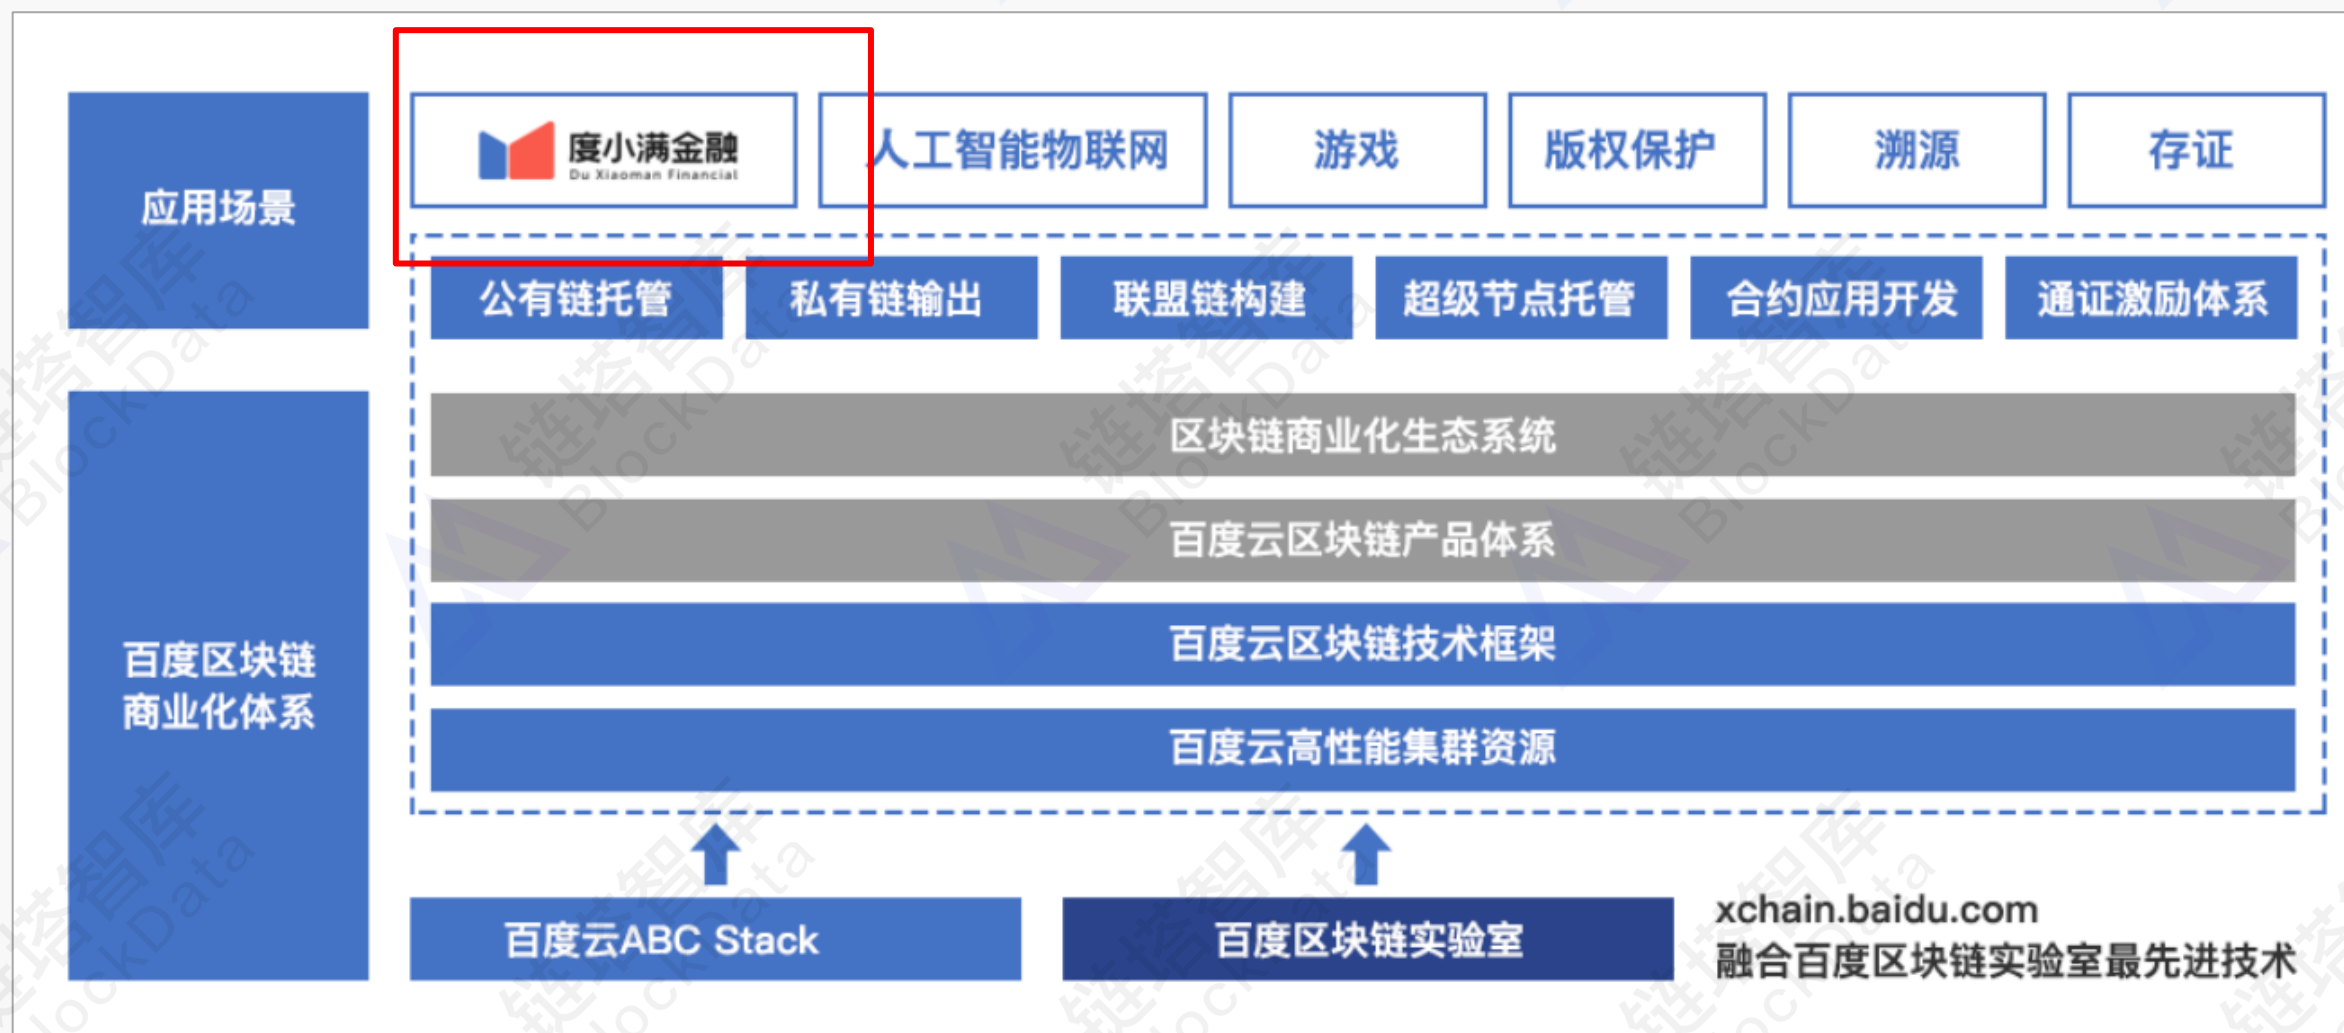 应用场景
度小满金融
Du Xiaoman Financial
人工智能物联网
游戏
版权保护
溯源
存证
公有链托管
私有链输出
联盟链构建
超级节点托管
合约应用开发
通证激励体系
百度区块链
商业化体系
区块链商业化生态系统
百度云区块链产品体系
百度云区块链技术框架
百度云高性能集群资源
百度云ABC Stack
百度区块链实验室
xchain.baidu.com
融合百度区块链实验室最先进技术
链塔智库
BlockData